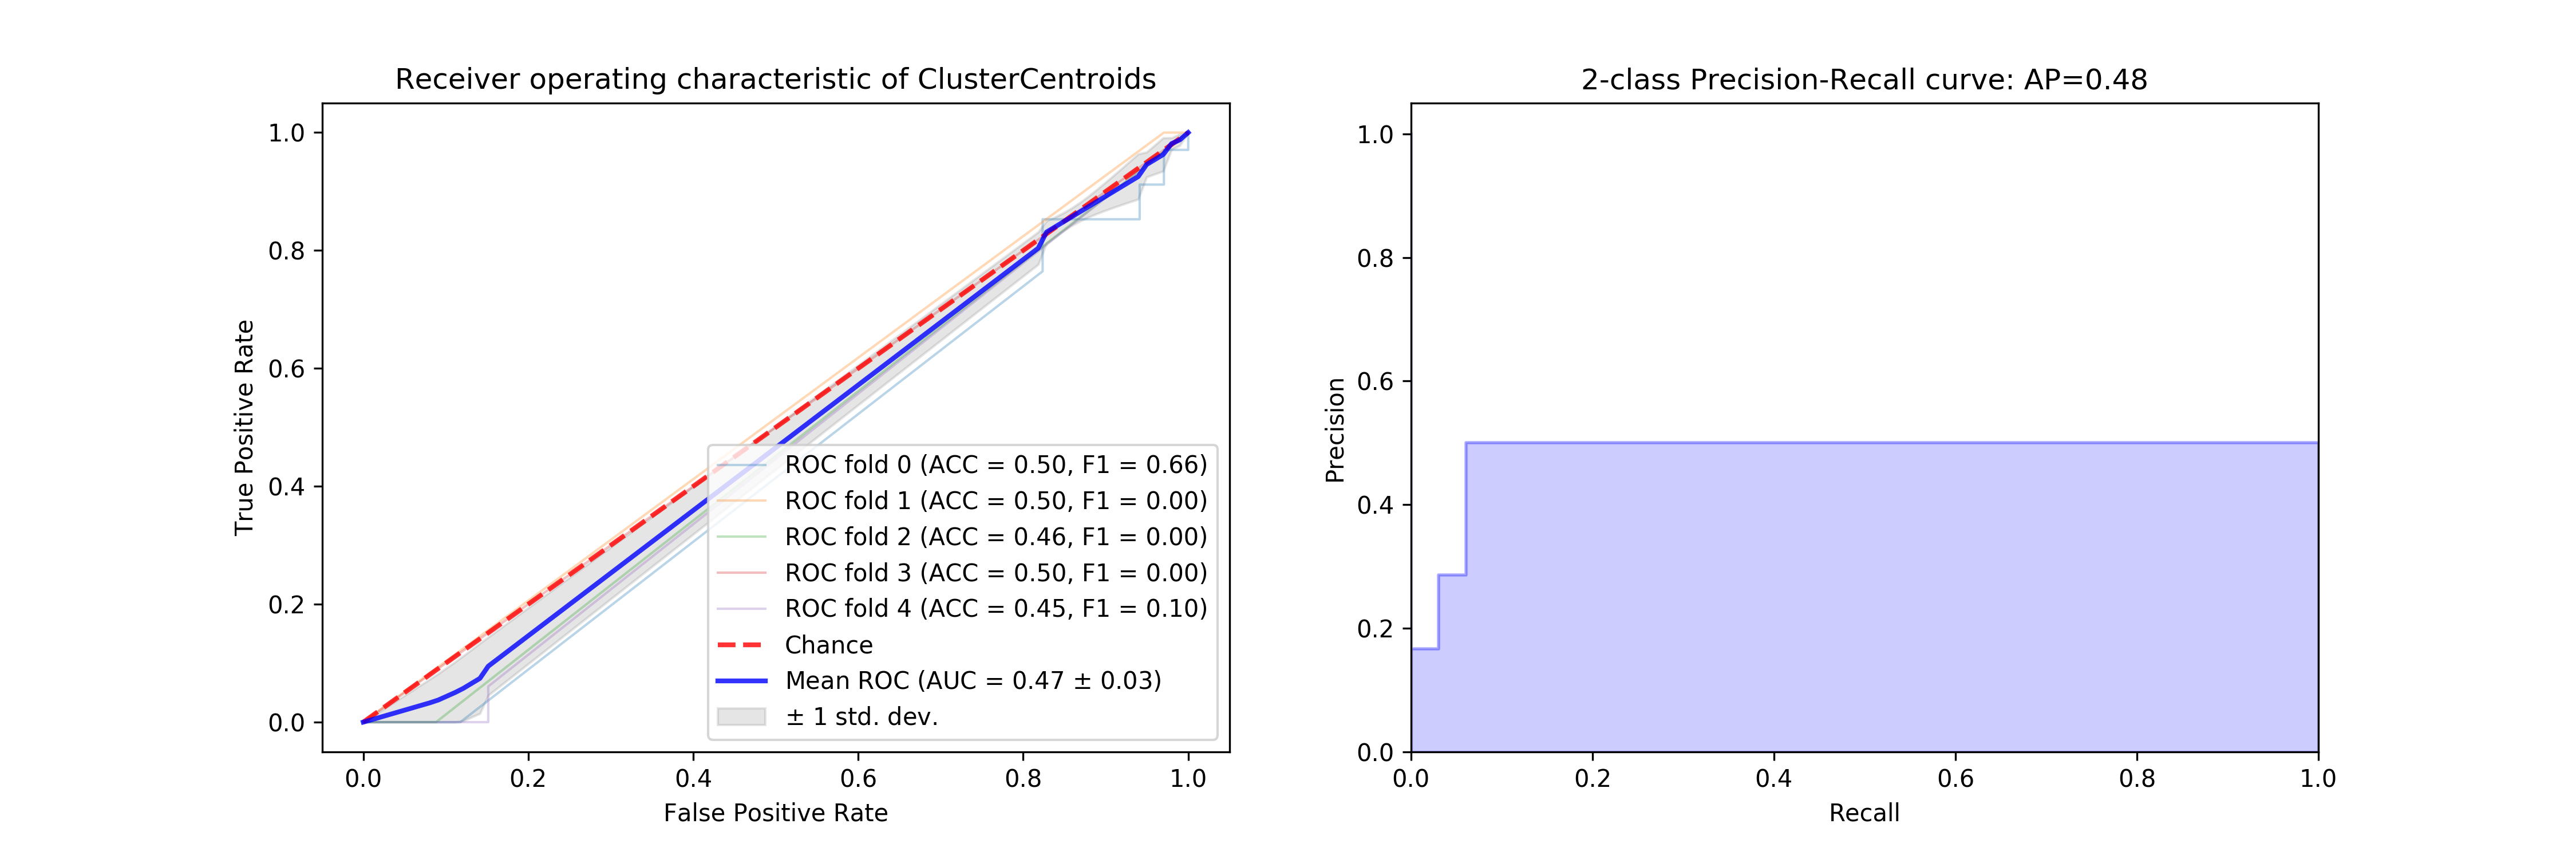 Receiver operating characteristic of ClusterCentroids
True Positive Rate
1.0
0.8
0.6
0.4
0.2
0.0
ROC fold 0 (ACC = 0.50, F1 = 0.66)
ROC fold 1 (ACC = 0.50, F1 = 0.00)
ROC fold 2 (ACC = 0.46, F1 = 0.00)
ROC fold 3 (ACC = 0.50, F1 = 0.00)
ROC fold 4 (ACC = 0.45, F1 = 0.10)
Chance
Mean ROC (AUC = 0.47 ± 0.03)
± 1 std. dev.
0.0 0.2 0.4 0.6 0.8 1.0
False Positive Rate
2-class Precision-Recall curve: AP=0.48
Precision
1.0
0.8
0.6
0.4
0.2
0.0
0.0 0.2 0.4 0.6 0.8 1.0
Recall